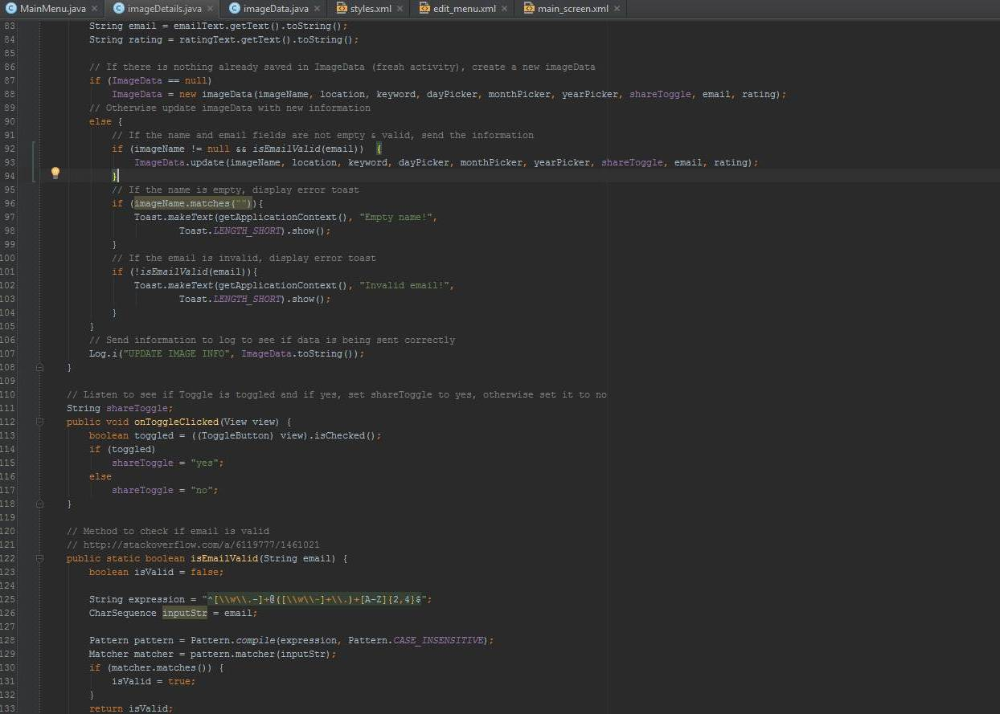 MainMenu.java × imageDetails.java × imageData.java × styles.xml × edit_menu.xml × main_screen.xml ×
83 String email = emailText.getText().toString();
84 String rating = ratingText.getText().toString();
85
86 // If there is nothing already saved in ImageData (fresh activity), create a new imageData
87 if (ImageData == null)
88 ImageData = new imageData(imageName, location, keyword, dayPicker, monthPicker, yearPicker, shareToggle, email, rating);
89 // Otherwise update imageData with new information
90 else {
91 // If the name and email fields are not empty & valid, send the information
92 if (imageName != null && isEmailValid(email)) {
93 ImageData.update(imageName, location, keyword, dayPicker, monthPicker, yearPicker, shareToggle, email, rating);
94 }
95 // If the name is empty, display error toast
96 if (imageName.matches("")){
97 Toast.makeText(getApplicationContext(), "Empty name!",
98 Toast.LENGTH_SHORT).show();
99 }
100 // If the email is invalid, display error toast
101 if (!isEmailValid(email)){
102 Toast.makeText(getApplicationContext(), "Invalid email!",
103 Toast.LENGTH_SHORT).show();
104 }
105 }
106 // Send information to log to see if data is being sent correctly
107 Log.i("UPDATE IMAGE INFO", ImageData.toString());
108 }
109
110 // Listen to see if Toggle is toggled and if yes, set shareToggle to yes, otherwise set it to no
111 String shareToggle;
112 public void onToggleClicked(View view) {
113 boolean toggled = ((ToggleButton) view).isChecked();
114 if (toggled)
115 shareToggle = "yes";
116 else
117 shareToggle = "no";
118 }
119
120 // Method to check if email is valid
121 // http://stackoverflow.com/a/6119777/1461021
122 public static boolean isEmailValid(String email) {
123 boolean isValid = false;
124
125 String expression = "^[\\w\\.-]+@([\\w\\-]+\\.)+[A-Z]{2,4}$";
126 CharSequence inputStr = email;
127
128 Pattern pattern = Pattern.compile(expression, Pattern.CASE_INSENSITIVE);
129 Matcher matcher = pattern.matcher(inputStr);
130 if (matcher.matches()) {
131 isValid = true;
132 }
133 return isValid;